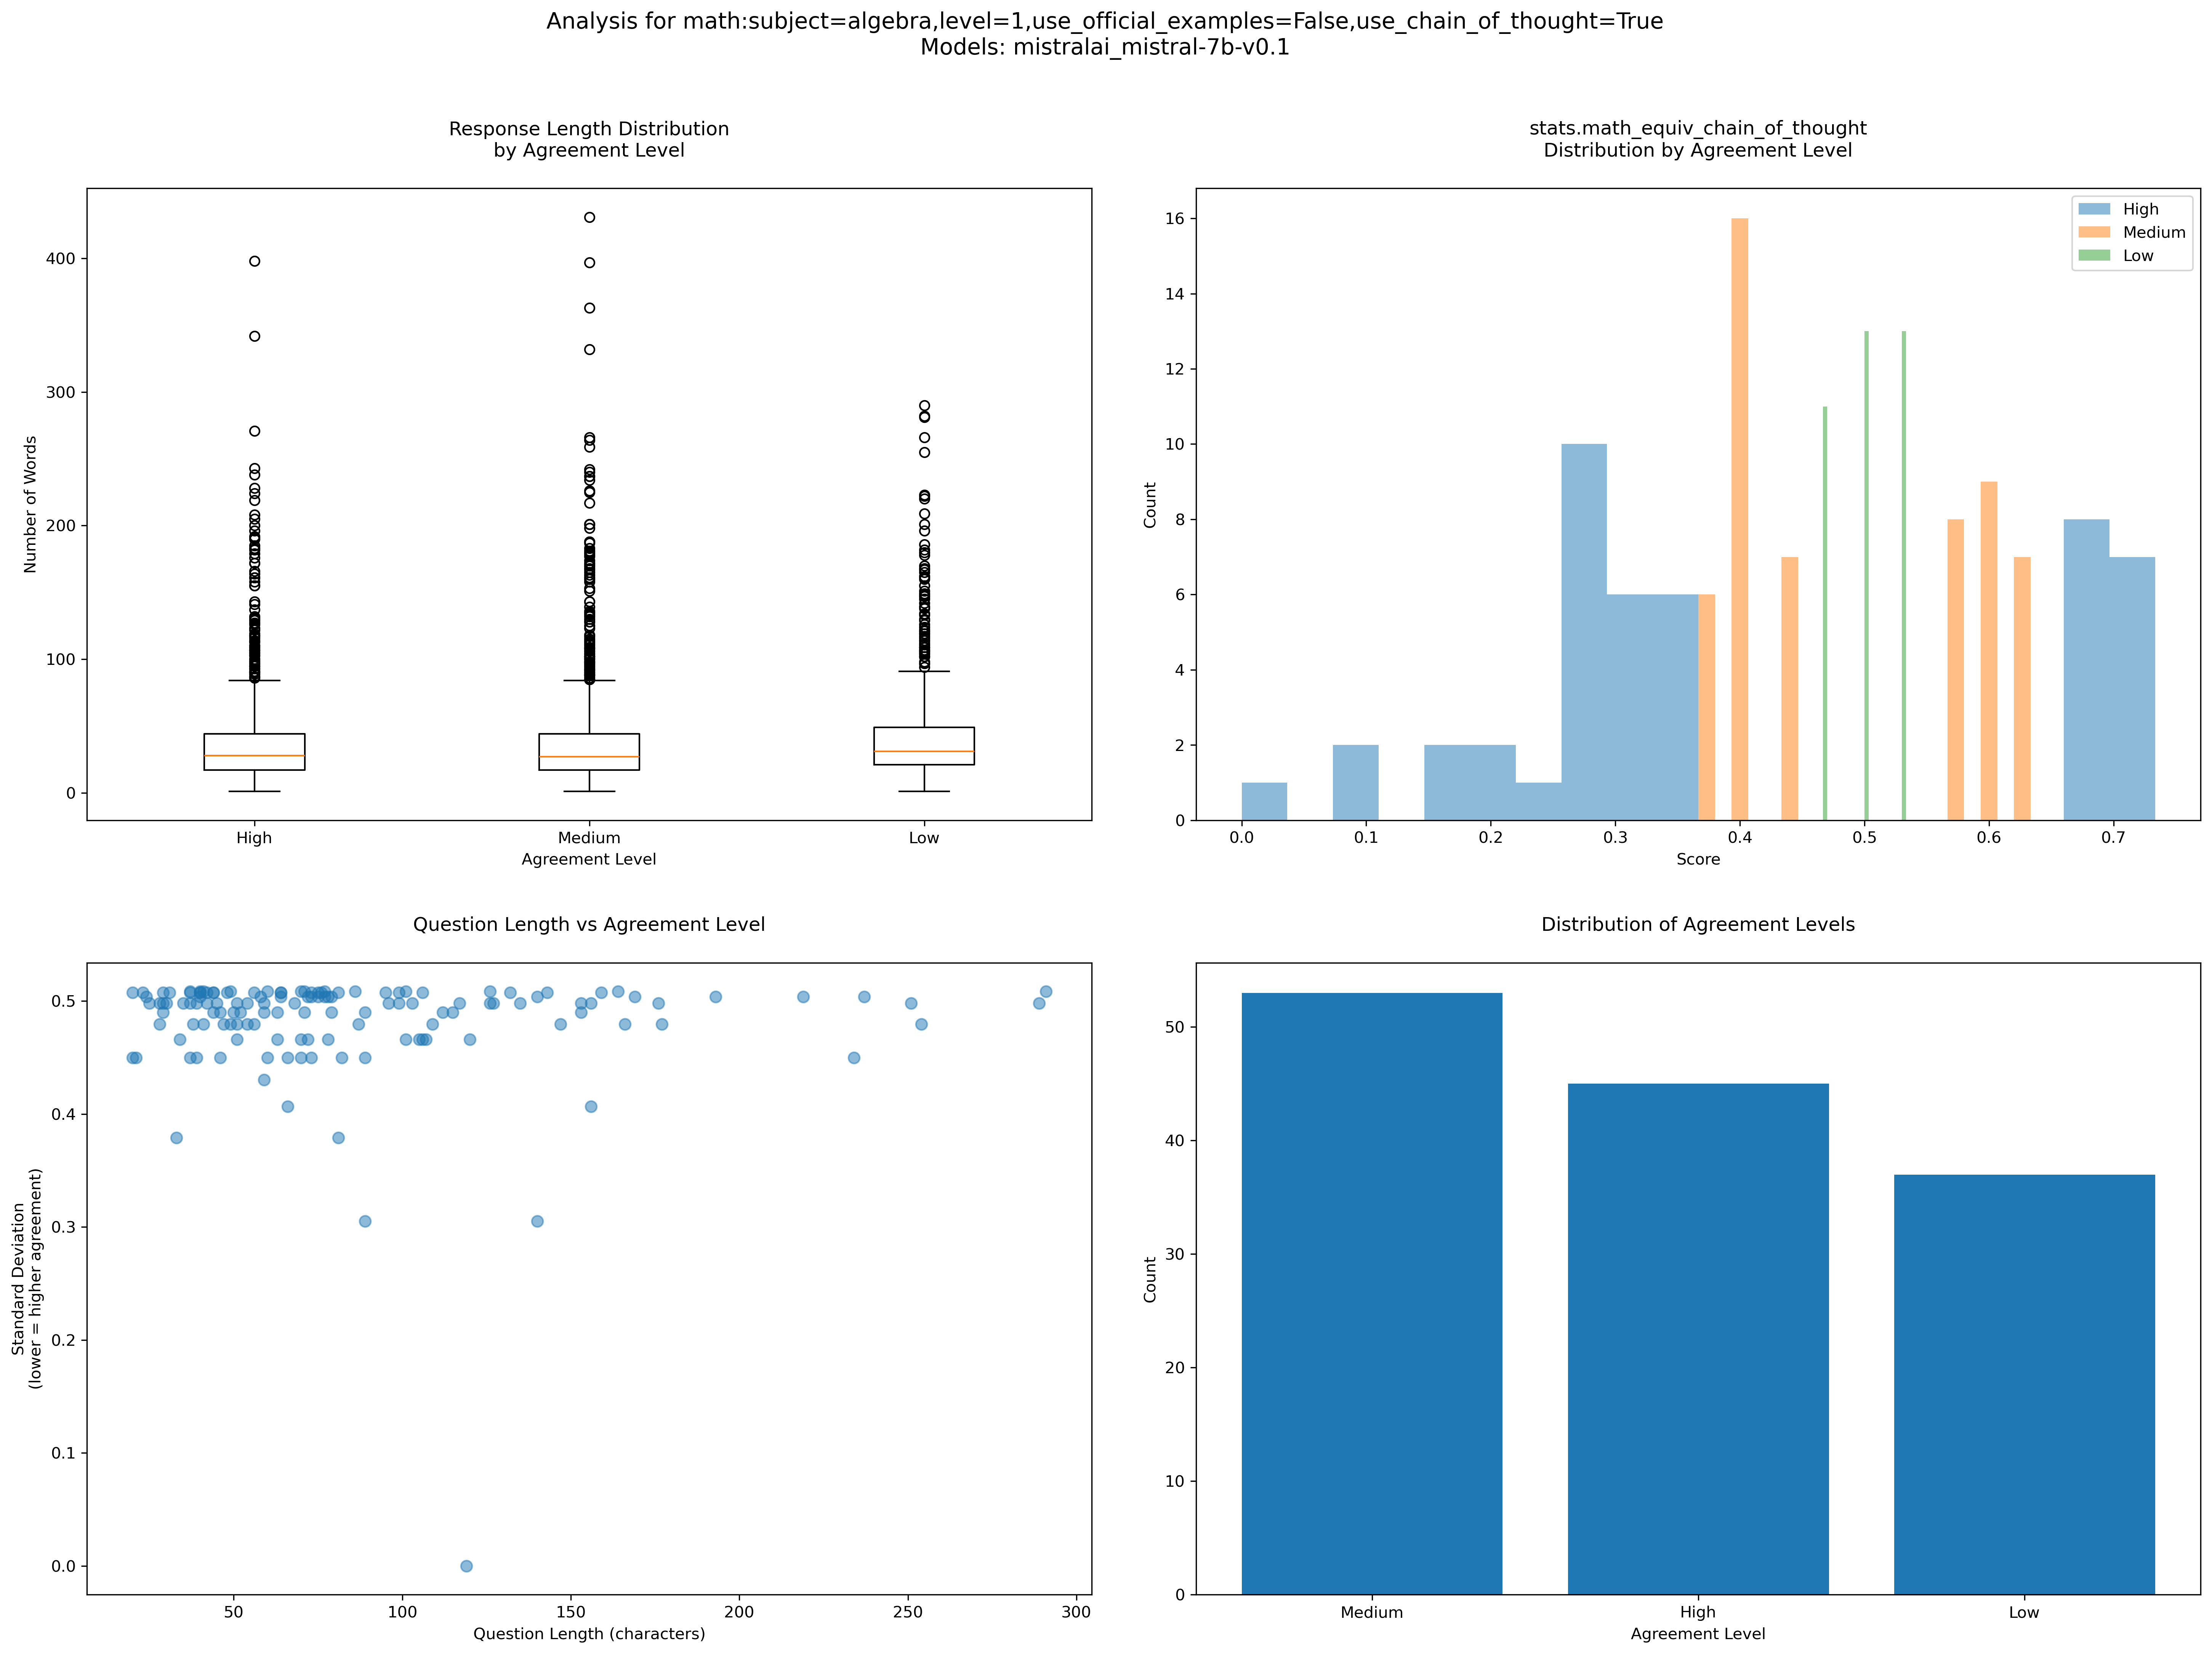 Analysis for math:subject=algebra,level=1,use_official_examples=False,use_chain_of_thought=True
Models: mistralai_mistral-7b-v0.1
Response Length Distribution
by Agreement Level
Number of Words
400
300
200
100
0
High
Medium
Low
Agreement Level
stats.math_equiv_chain_of_thought
Distribution by Agreement Level
High
Medium
Low
Count
16
14
12
10
8
6
4
2
0
0.0
0.1
0.2
0.3
0.4
0.5
0.6
0.7
Score
Question Length vs Agreement Level
Standard Deviation
(lower = higher agreement)
0.5
0.4
0.3
0.2
0.1
0.0
50
100
150
200
250
300
Question Length (characters)
Distribution of Agreement Levels
Count
50
40
30
20
10
0
Medium
High
Low
Agreement Level